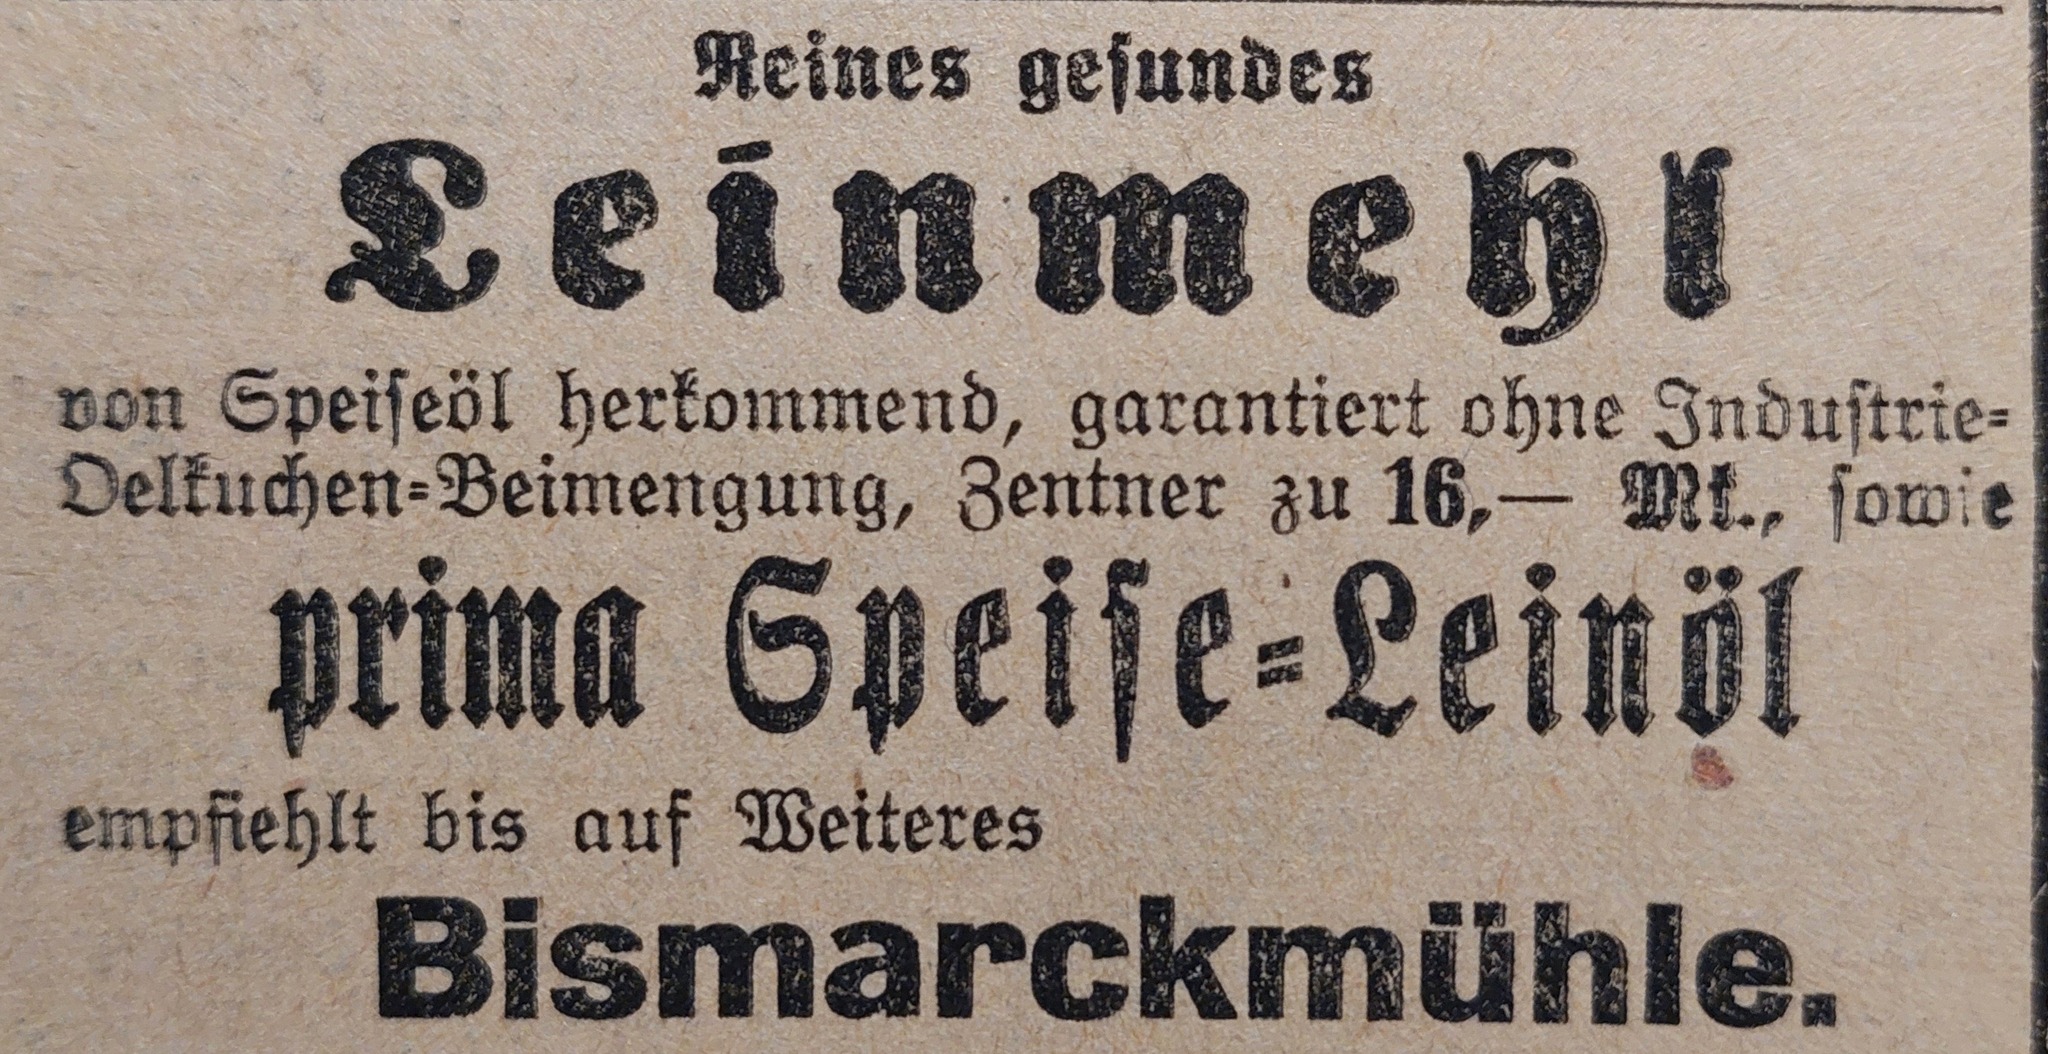 Reines gesundes
Leinmehl
von Speiseöl herkommend, garantiert ohne Industrie-
Oelkuchen-Beimengung, Zentner zu 16,— Mk., sowie
prima Speise-Leinöl
empfiehlt bis auf Weiteres
Bismarckmühle.